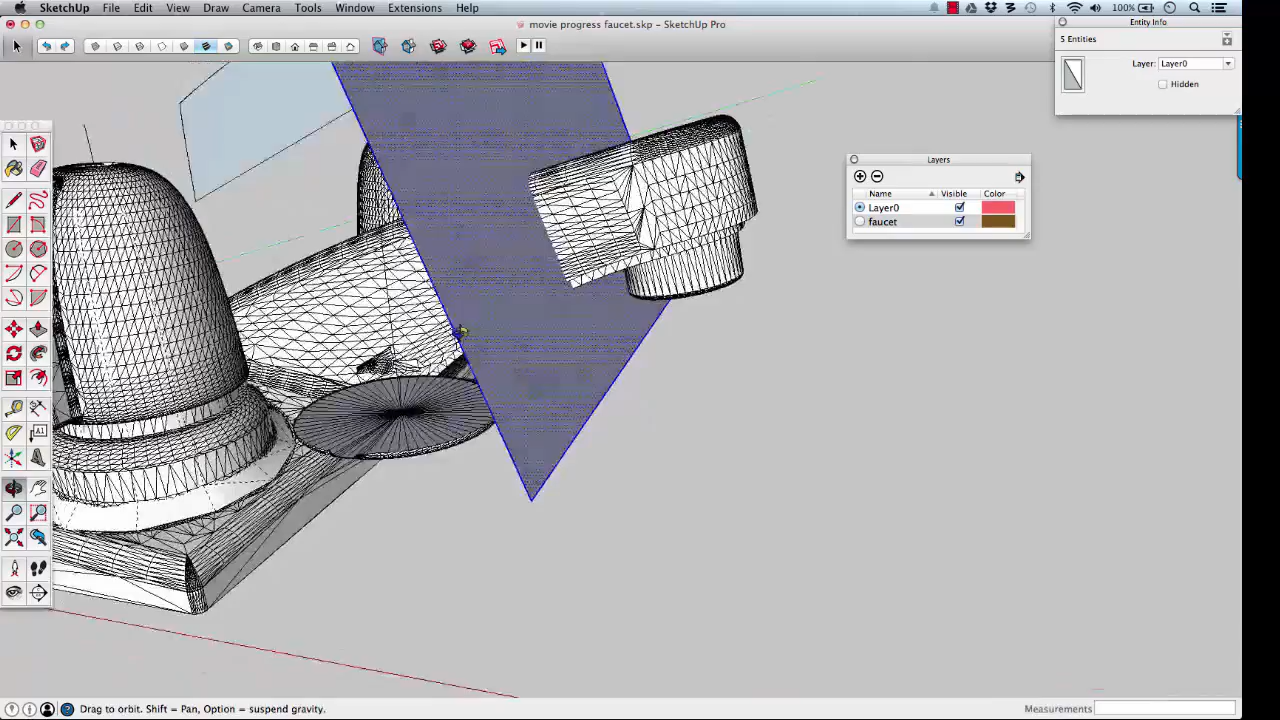 SketchUp File Edit View Draw Camera Tools Window Extensions Help 100%
movie progress faucet.skp - SketchUp Pro
Entity Info
5 Entities
Layer: Layer0
Hidden
Layers
Name Visible Color
Layer0
faucet
A1
Drag to orbit. Shift = Pan, Option = suspend gravity. Measurements